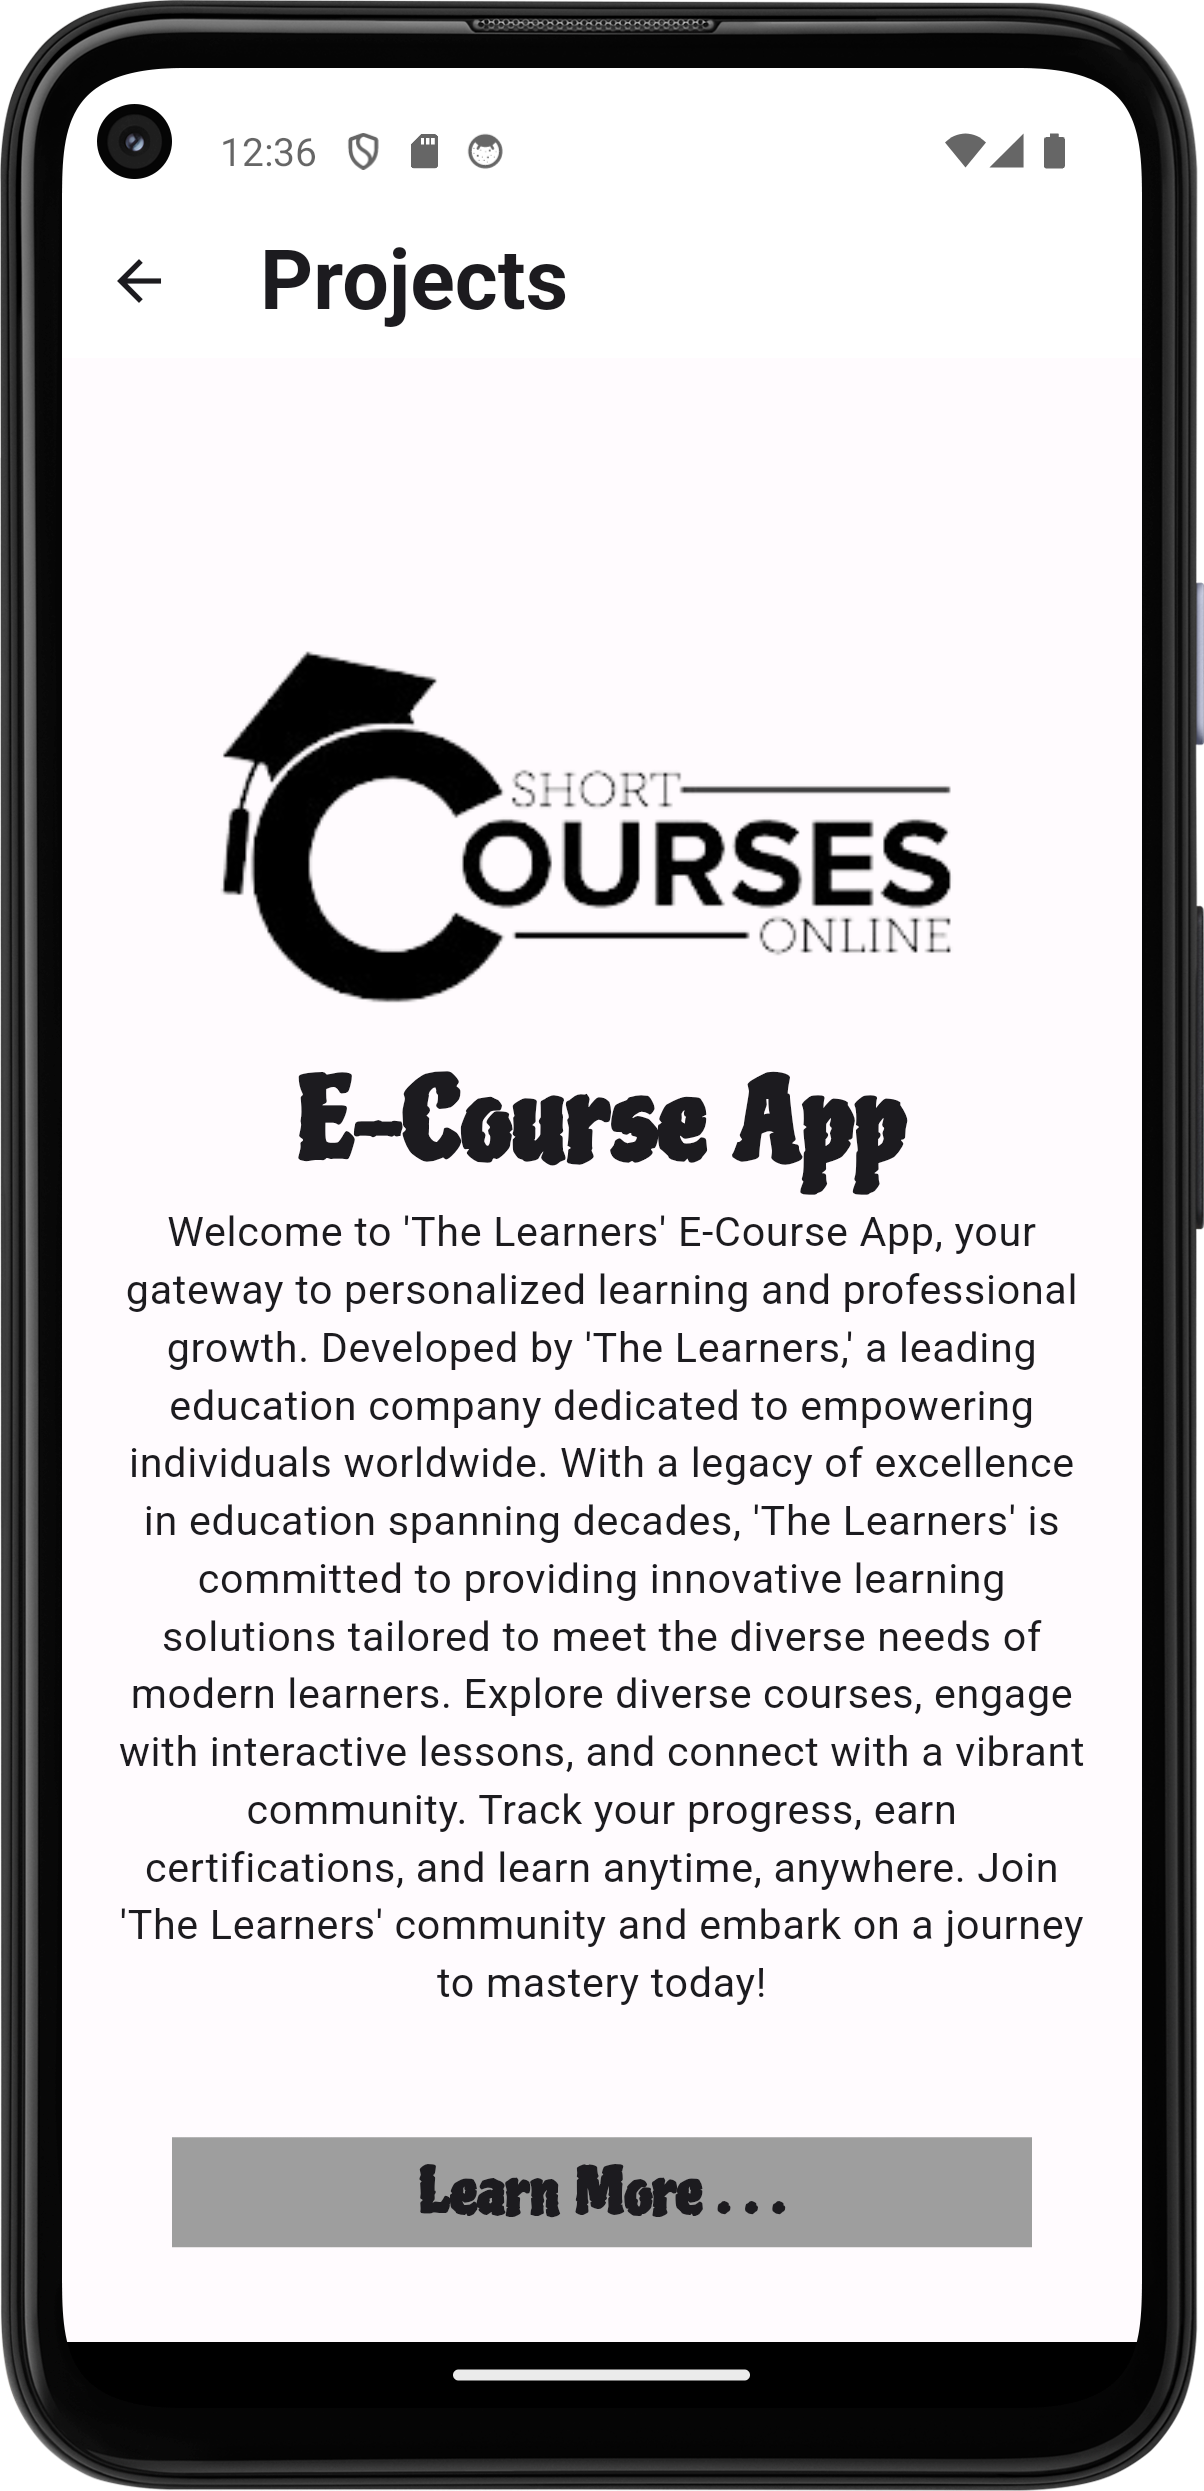 12:36
Projects
SHORT
COURSES
ONLINE
E-Course App
Welcome to 'The Learners' E-Course App, your
gateway to personalized learning and professional
growth. Developed by 'The Learners,' a leading
education company dedicated to empowering
individuals worldwide. With a legacy of excellence
in education spanning decades, 'The Learners' is
committed to providing innovative learning
solutions tailored to meet the diverse needs of
modern learners. Explore diverse courses, engage
with interactive lessons, and connect with a vibrant
community. Track your progress, earn
certifications, and learn anytime, anywhere. Join
'The Learners' community and embark on a journey
to mastery today!
Learn More . . .